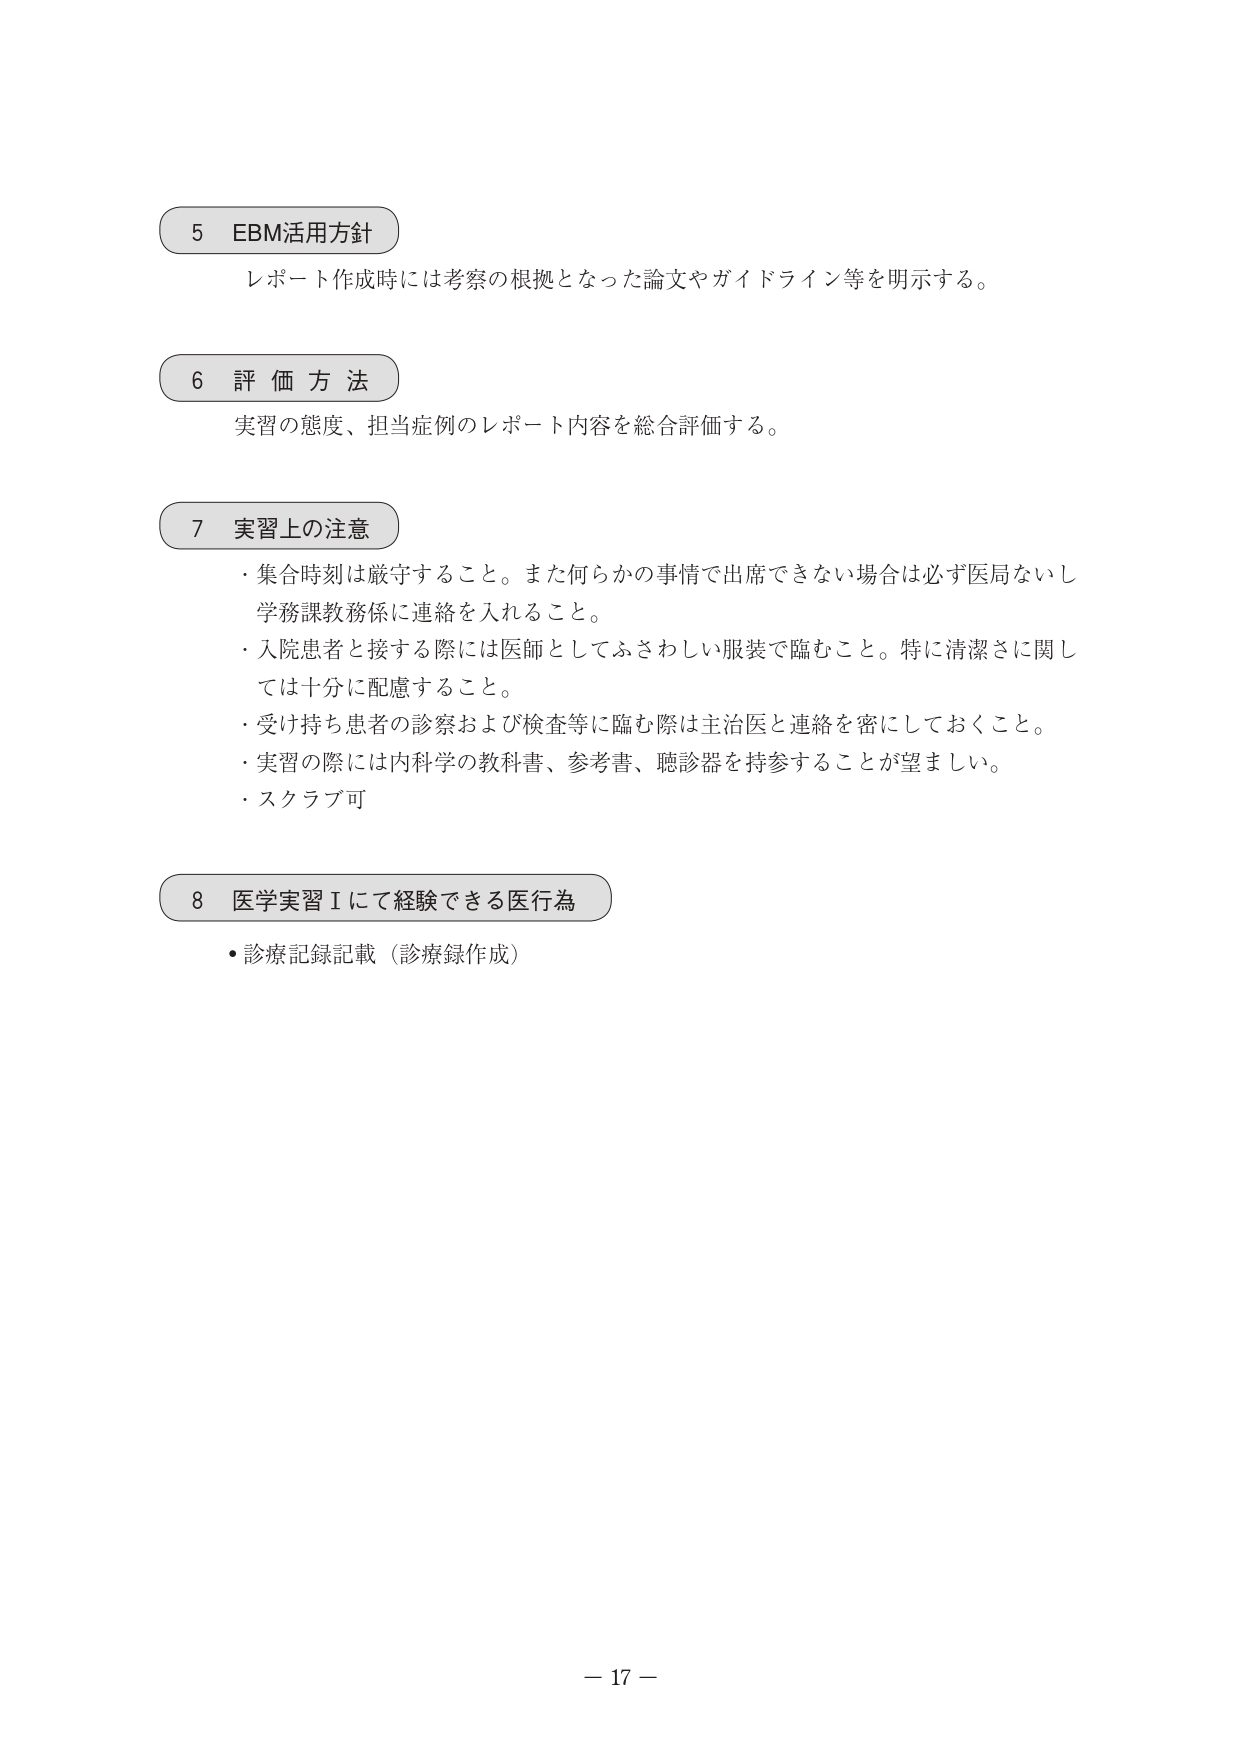 5　EBM活用方針
レポート作成時には考察の根拠となった論文やガイドライン等を明示する。
6　評 価 方 法
実習の態度、担当症例のレポート内容を総合評価する。
7　実習上の注意
・集合時刻は厳守すること。また何らかの事情で出席できない場合は必ず医局ないし
学務課教務係に連絡を入れること。
・入院患者と接する際には医師としてふさわしい服装で臨むこと。特に清潔さに関し
ては十分に配慮すること。
・受け持ち患者の診察および検査等に臨む際は主治医と連絡を密にしておくこと。
・実習の際には内科学の教科書、参考書、聴診器を持参することが望ましい。
・スクラブ可
8　医学実習Ⅰにて経験できる医行為
•診療記録記載（診療録作成）
— 17 —